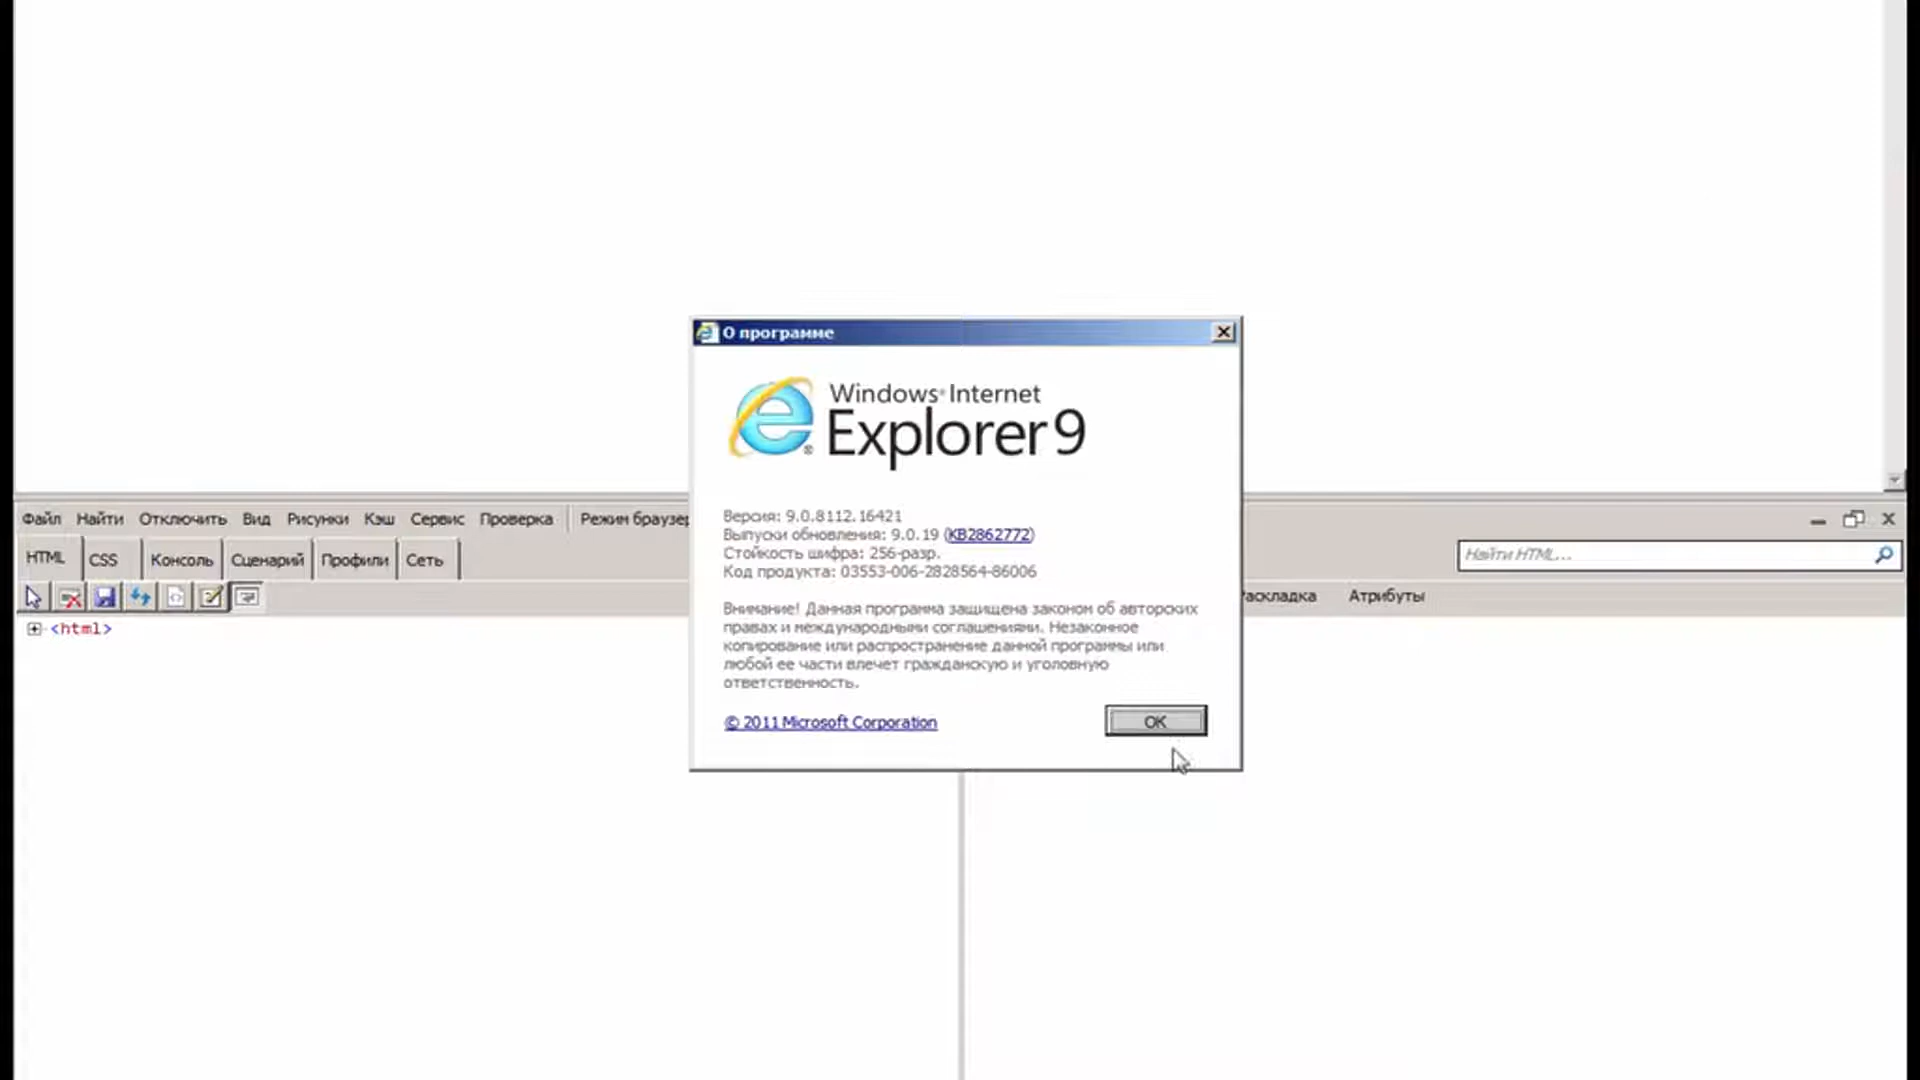 О программе
Windows® Internet
Explorer 9
Версия: 9.0.8112.16421
Выпуски обновления: 9.0.19 (KB2862772)
Стойкость шифра: 256-разр.
Код продукта: 03553-006-2828564-86006
Внимание! Данная программа защищена законом об авторских
правах и международными соглашениями. Незаконное
копирование или распространение данной программы или
любой ее части влечет гражданскую и уголовную
ответственность.
© 2011 Microsoft Corporation
OK
Файл Найти Отключить Вид Рисунки Кэш Сервис Проверка Режим браузер
HTML CSS Консоль Сценарий Профили Сеть
Найти HTML...
Раскладка Атрибуты
<html>